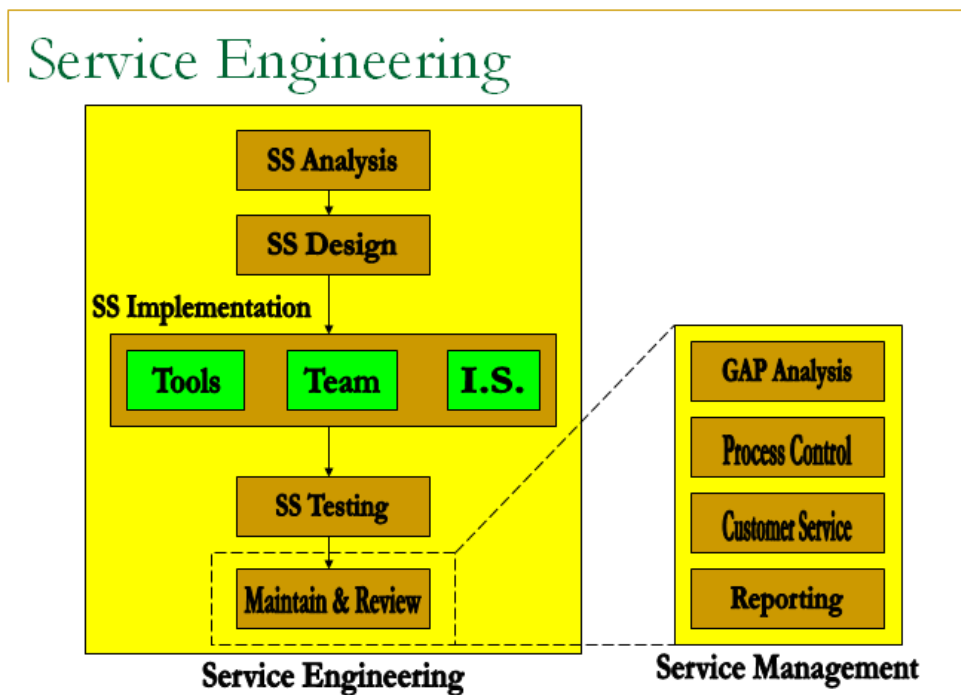 Service Engineering
SS Analysis
SS Design
SS Implementation
Tools
Team
I.S.
SS Testing
Maintain & Review
Service Engineering
GAP Analysis
Process Control
Customer Service
Reporting
Service Management